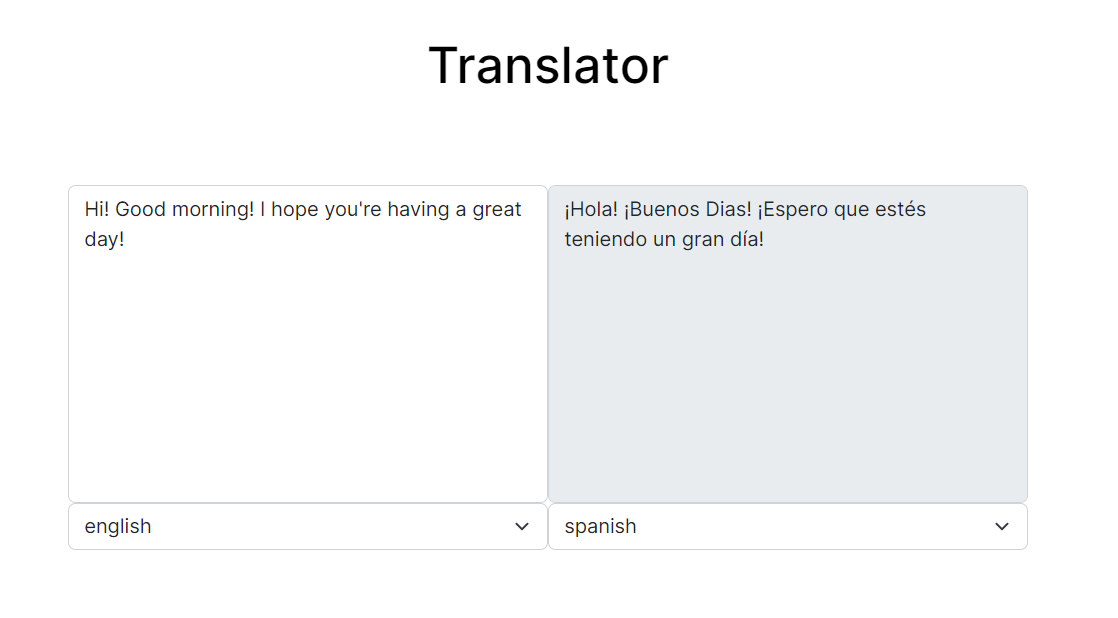 Translator
Hi! Good morning! I hope you're having a great
day!
¡Hola! ¡Buenos Dias! ¡Espero que estés
teniendo un gran día!
english
spanish